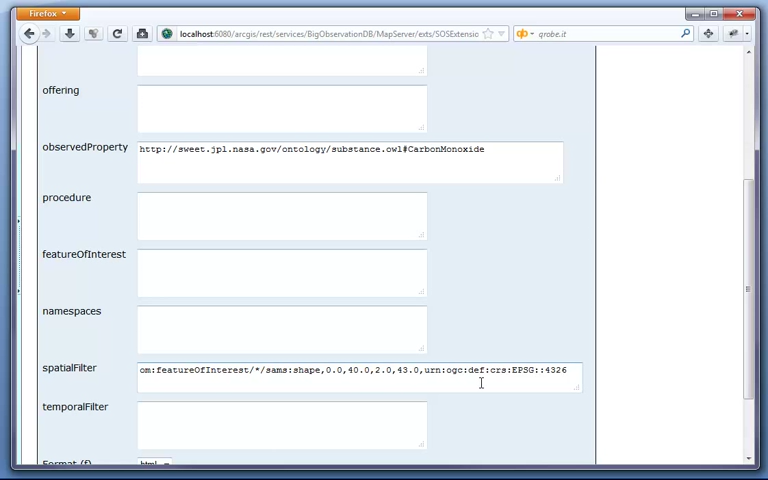 Firefox
localhost:6080/arcgis/rest/services/BigObservationDB/MapServer/exts/SOSExtensio
qrobe.it
offering
observedProperty
http://sweet.jpl.nasa.gov/ontology/substance.owl#CarbonMonoxide
procedure
featureOfInterest
namespaces
spatialFilter
om:featureOfInterest/*/sams:shape,0.0,40.0,2.0,43.0,urn:ogc:def:crs:EPSG::4326
temporalFilter
Format (f)
html